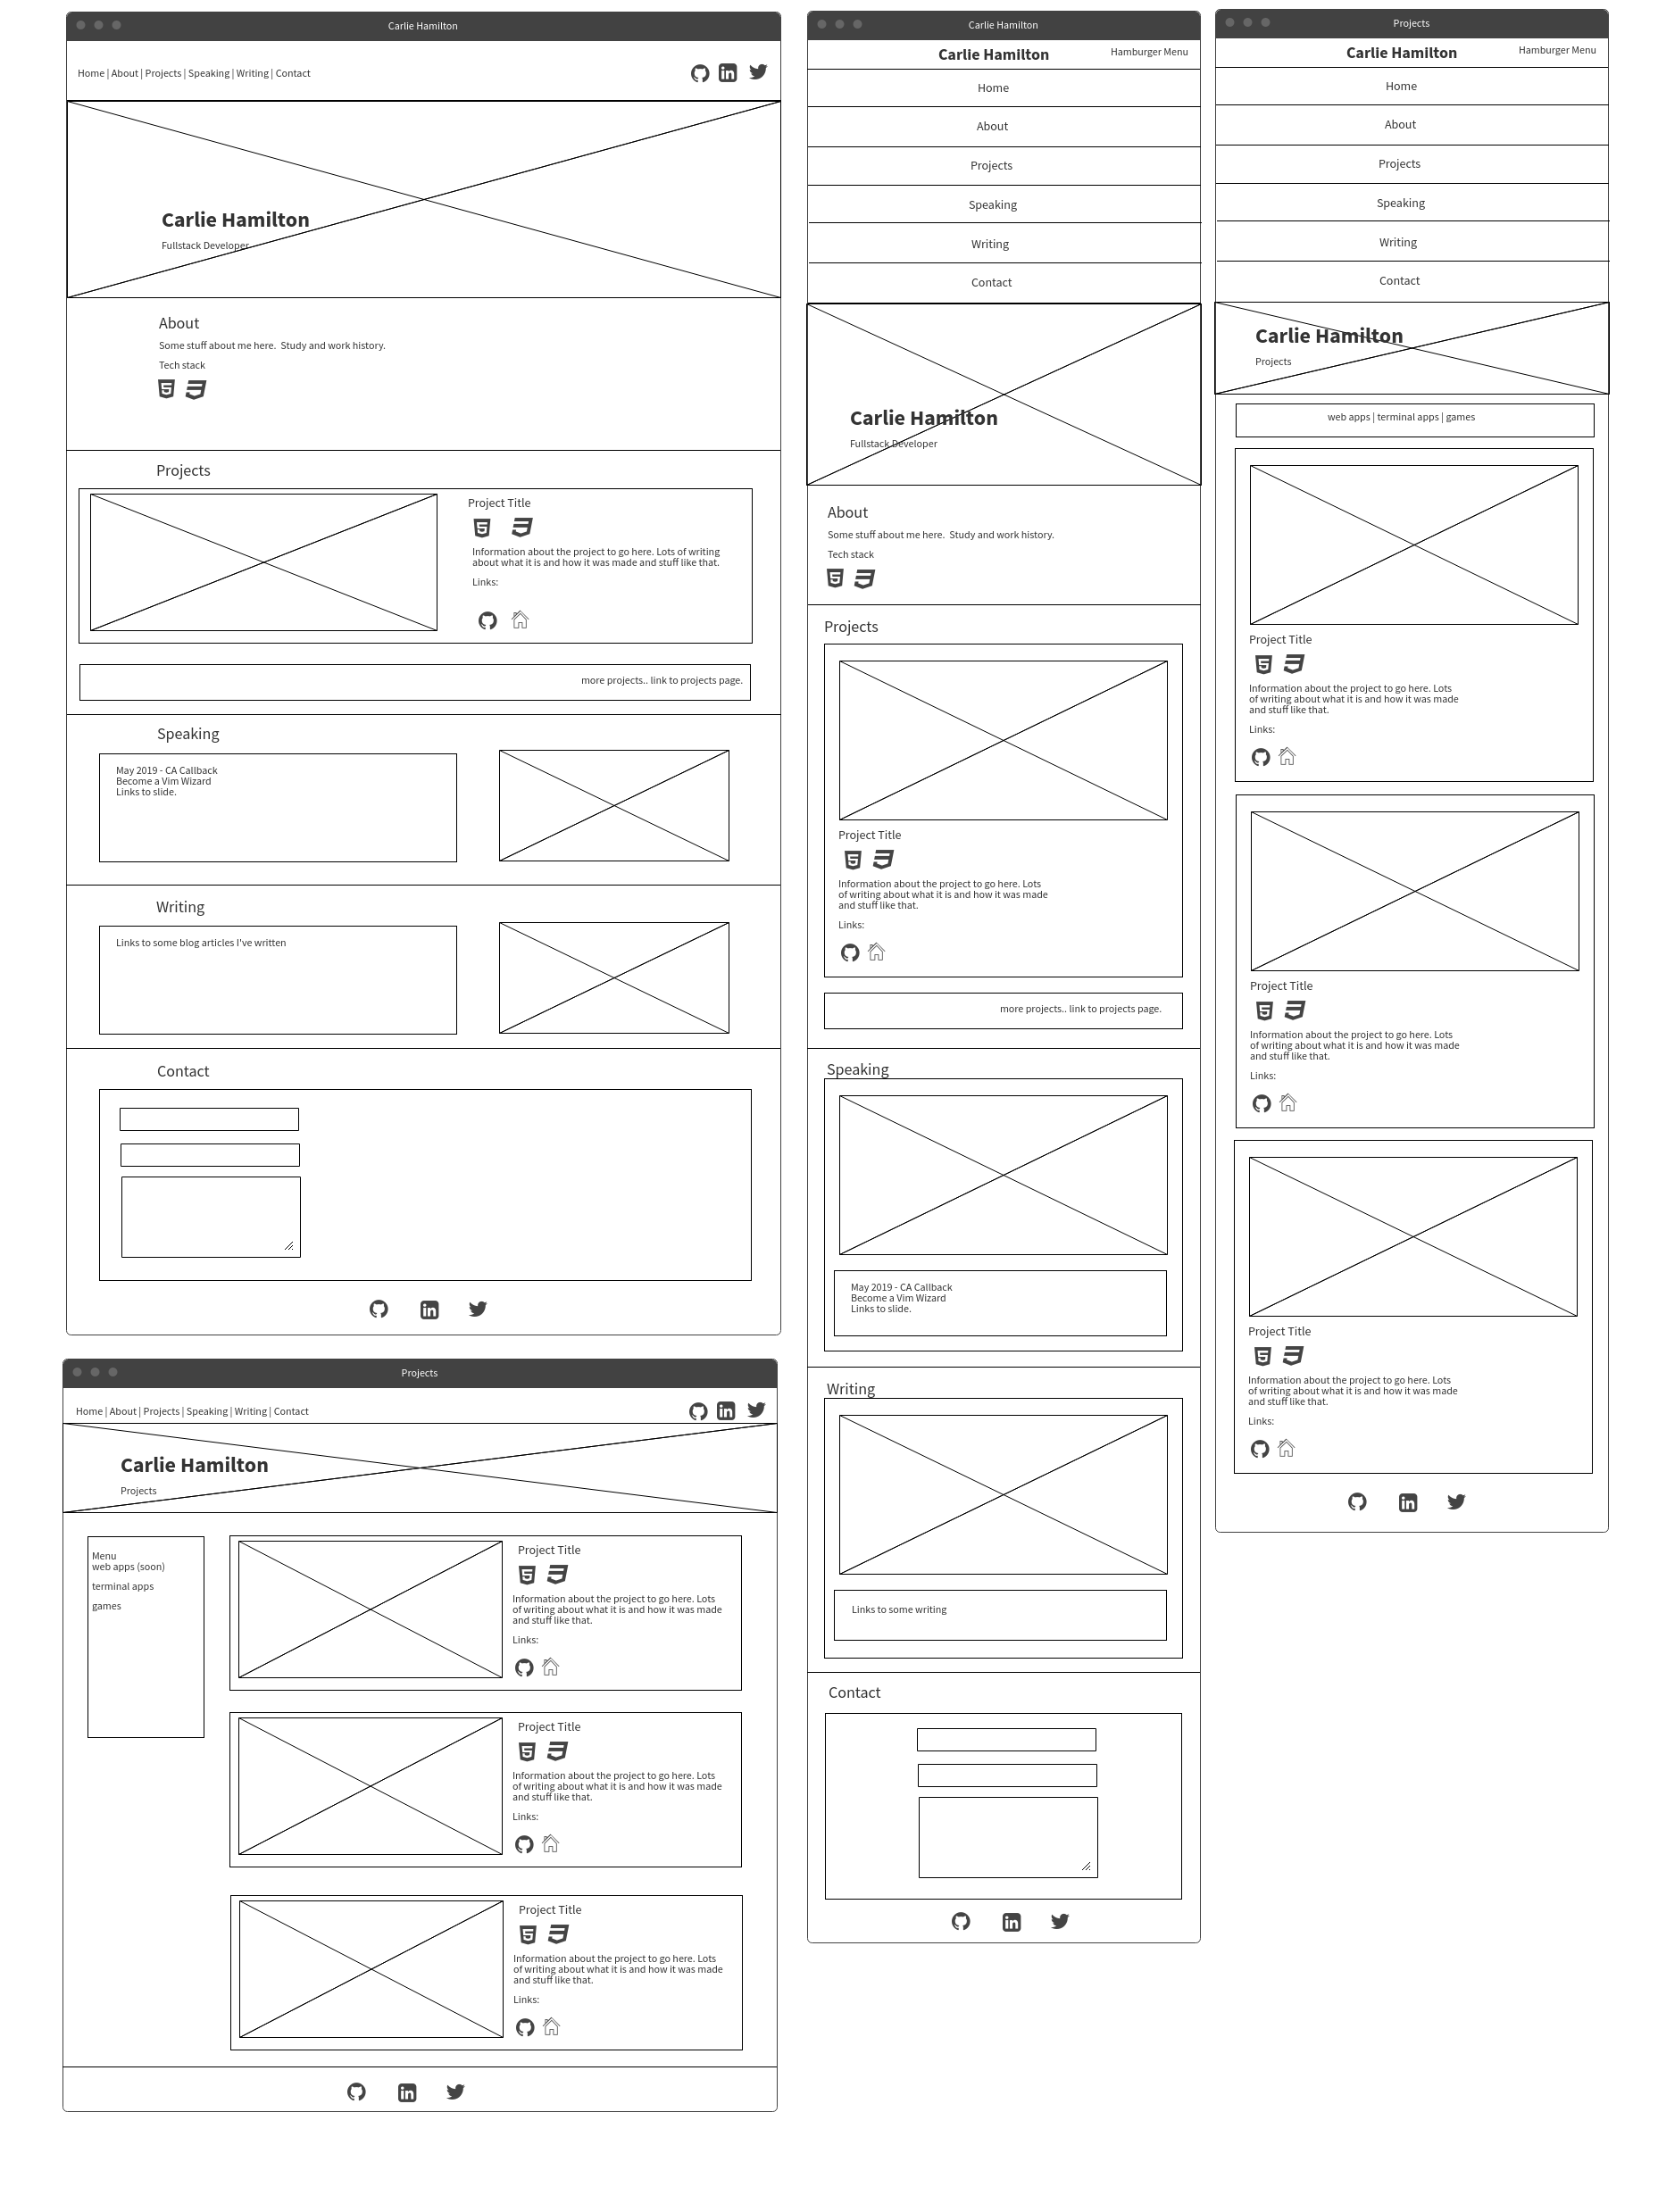 Carlie Hamilton
Home | About | Projects | Speaking | Writing | Contact
Carlie Hamilton
Fullstack Developer
About
Some stuff about me here.  Study and work history.
Tech stack
Projects
Project Title
Information about the project to go here. Lots of writing
about what it is and how it was made and stuff like that.
Links:
more projects.. link to projects page.
Speaking
May 2019 - CA Callback
Become a Vim Wizard
Links to slide.
Writing
Links to some blog articles I've written
Contact
Projects
Home | About | Projects | Speaking | Writing | Contact
Carlie Hamilton
Projects
Menu
web apps (soon)
terminal apps
games
Project Title
Information about the project to go here. Lots
of writing about what it is and how it was made
and stuff like that.
Links:
Project Title
Information about the project to go here. Lots
of writing about what it is and how it was made
and stuff like that.
Links:
Project Title
Information about the project to go here. Lots
of writing about what it is and how it was made
and stuff like that.
Links:
Carlie Hamilton
Carlie Hamilton
Hamburger Menu
Home
About
Projects
Speaking
Writing
Contact
Carlie Hamilton
Fullstack Developer
About
Some stuff about me here.  Study and work history.
Tech stack
Projects
Project Title
Information about the project to go here. Lots
of writing about what it is and how it was made
and stuff like that.
Links:
more projects.. link to projects page.
Speaking
May 2019 - CA Callback
Become a Vim Wizard
Links to slide.
Writing
Links to some writing
Contact
Projects
Carlie Hamilton
Hamburger Menu
Home
About
Projects
Speaking
Writing
Contact
Carlie Hamilton
Projects
web apps | terminal apps | games
Project Title
Information about the project to go here. Lots
of writing about what it is and how it was made
and stuff like that.
Links:
Project Title
Information about the project to go here. Lots
of writing about what it is and how it was made
and stuff like that.
Links:
Project Title
Information about the project to go here. Lots
of writing about what it is and how it was made
and stuff like that.
Links: